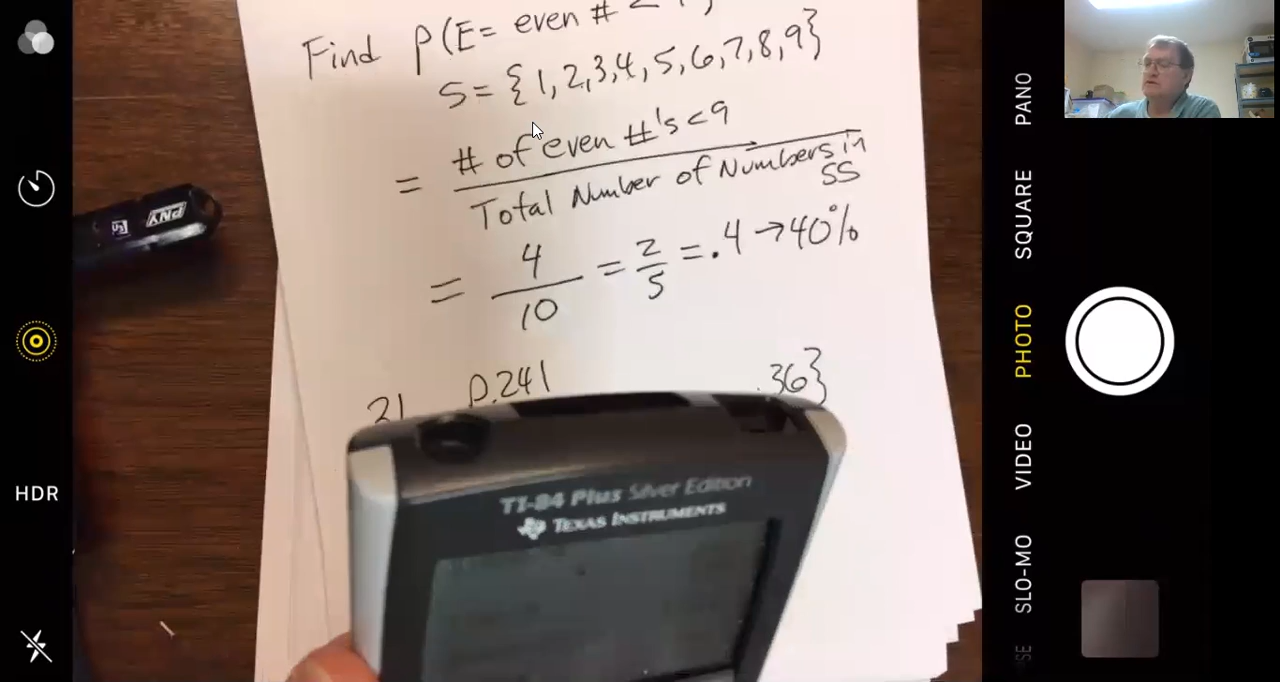 Find P(E= even # <
S= {1,2,3,4,5,6,7,8,9}
= # of even #'s < 9
Total Number of Numbers in
SS
= 4/10 = 2/5 = .4 → 40%
P.241
.36}
TI-84 Plus Silver Edition
TEXAS INSTRUMENTS
PNY
HDR
PANO
SQUARE
PHOTO
VIDEO
SLO-MO